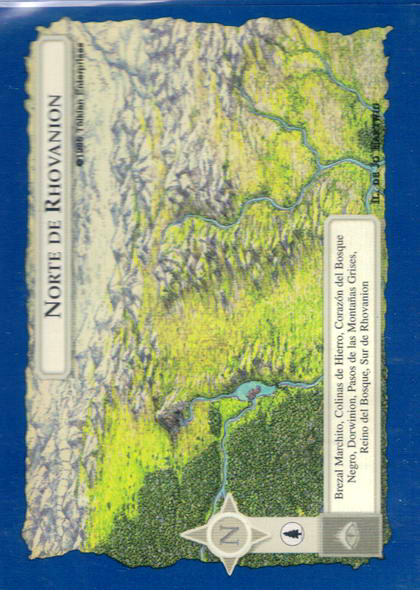 NORTE DE RHOVANION
©1996 Tolkien Enterprises
N
Brezal Marchito, Colinas de Hierro, Corazón del Bosque
Negro, Dorwinion, Pasos de las Montañas Grises,
Reino del Bosque, Sur de Rhovanion